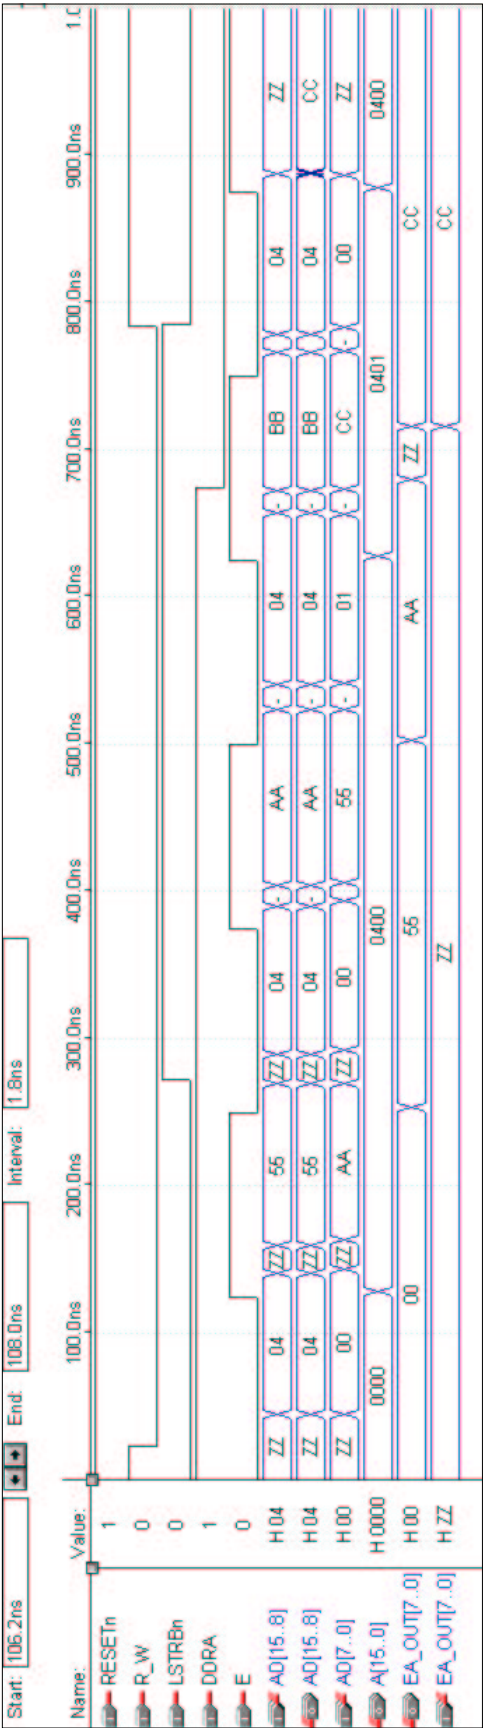 Start: 106.2ns End: 108.0ns Interval: 1.8ns
Name: Value: 100.0ns 200.0ns 300.0ns 400.0ns 500.0ns 600.0ns 700.0ns 800.0ns 900.0ns 1.0
RESETn 1
R_W 0
LSTRBn 0
DDRA 1
E 0
AD[15..8] H 04 ZZ 04 ZZ 55 ZZ 04 - AA - 04 - BB 04 ZZ
AD[15..8] H 04 ZZ 04 ZZ 55 ZZ 04 - AA - 04 - BB 04 CC
AD[7..0] H 00 ZZ 00 ZZ AA ZZ 00 55 - 01 - CC - 00 ZZ
A[15..0] H 0000 0000 0400 0401 0400
EA_OUT[7..0] H 00 00 55 AA ZZ CC
EA_OUT[7..0] H ZZ ZZ CC